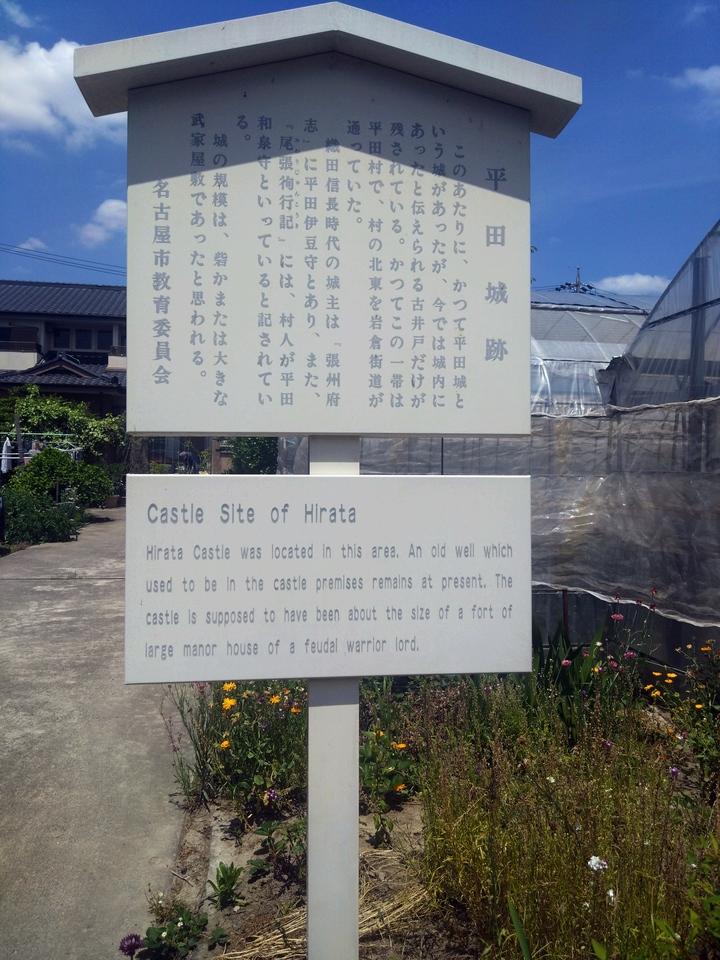 平田城跡
このあたりに、かつて平田城と
いう城があったが、今では城内に
あったと伝えられる古井戸だけが
残されている。かつてこの一帯は
平田村で、村の北東を岩倉街道が
通っていた。
織田信長時代の城主は『張州府
志』に平田伊豆守とあり、また、
『尾張徇行記』には、村人が平田
和泉守といっていると記されてい
る。
城の規模は、砦かまたは大きな
武家屋敷であったと思われる。
名古屋市教育委員会
Castle Site of Hirata
Hirata Castle was located in this area. An old well which
used to be in the castle premises remains at present. The
castle is supposed to have been about the size of a fort of
large manor house of a feudal warrior lord.